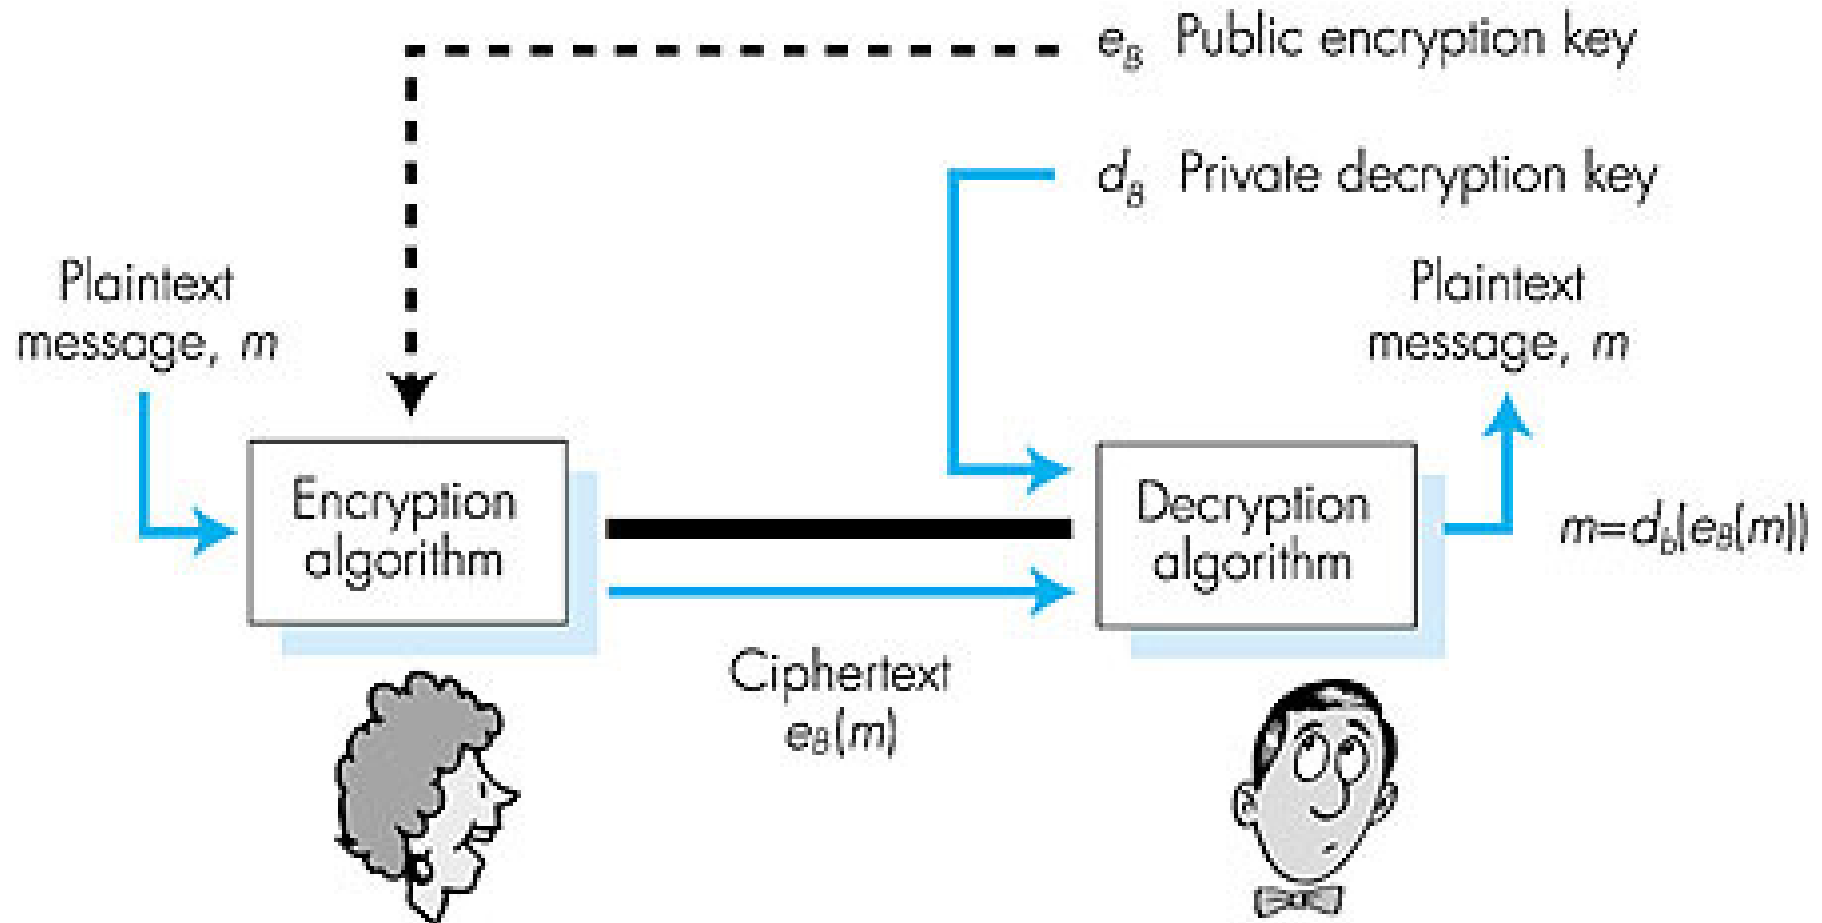 e_B Public encryption key
d_B Private decryption key
Plaintext
message, m
Plaintext
message, m
Encryption
algorithm
Decryption
algorithm
m=d_b(e_B(m))
Ciphertext
e_B(m)